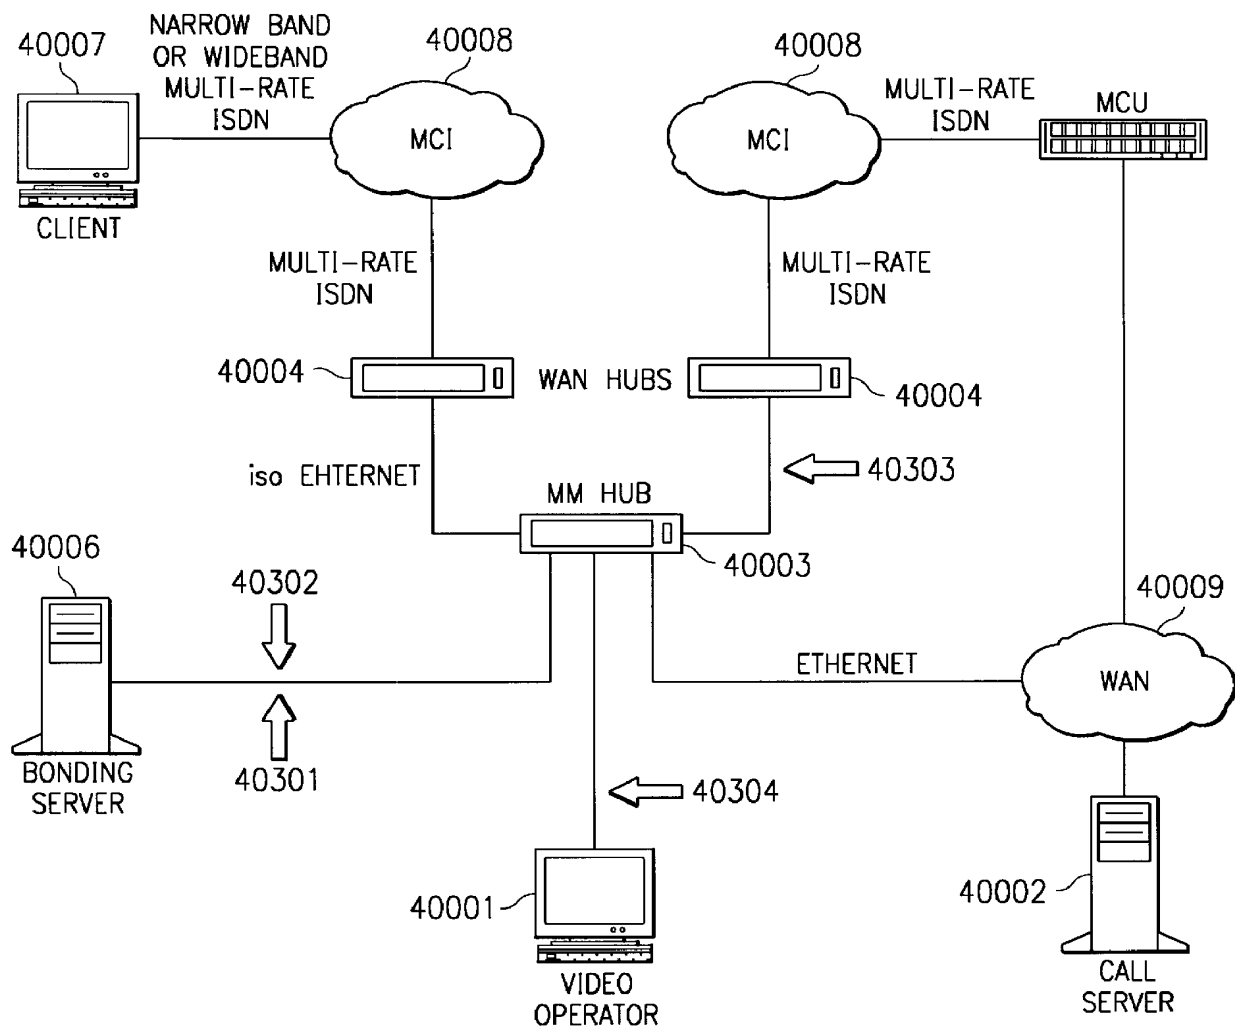 40007
NARROW BAND
OR WIDEBAND
MULTI-RATE
ISDN
40008
MCI
40008
MCI
MULTI-RATE
ISDN
MCU
CLIENT
MULTI-RATE
ISDN
MULTI-RATE
ISDN
40004
WAN HUBS
40004
iso EHTERNET
40303
MM HUB
40003
40006
40302
40009
ETHERNET
WAN
BONDING
SERVER
40301
40304
40001
VIDEO
OPERATOR
40002
CALL
SERVER